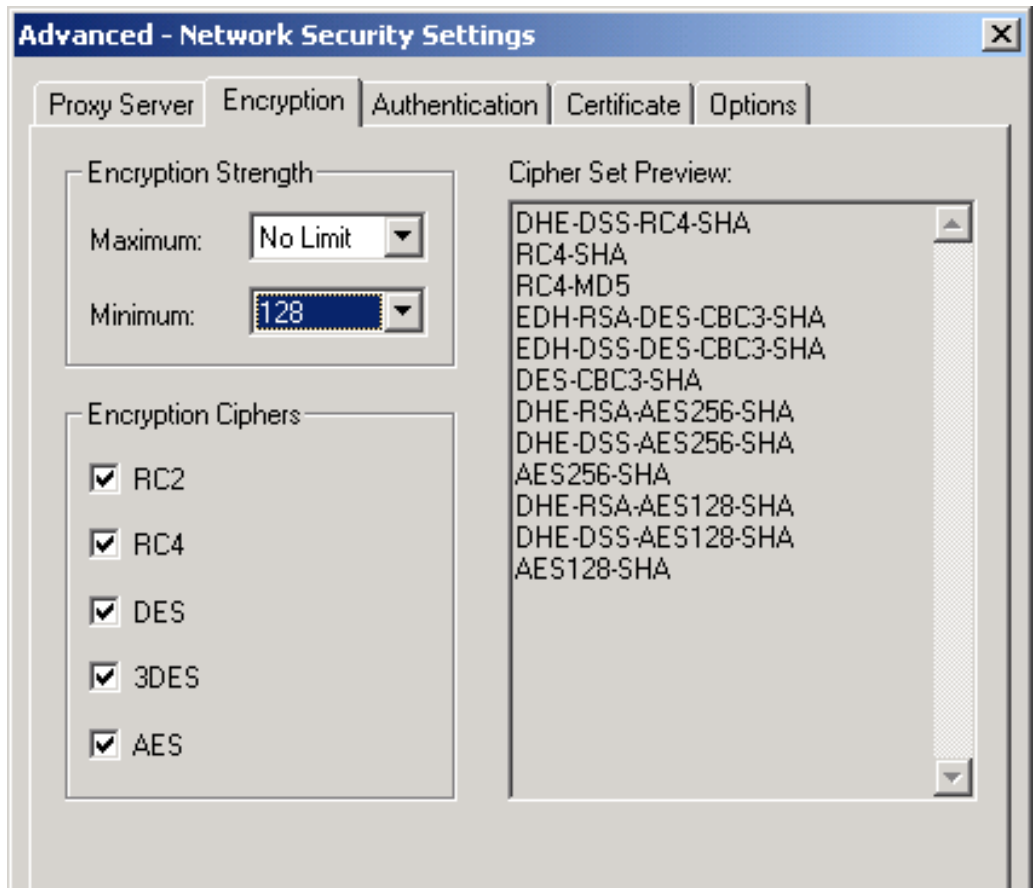 Advanced - Network Security Settings
Proxy Server Encryption Authentication Certificate Options
Encryption Strength
Maximum: No Limit
Minimum: 128
Encryption Ciphers
RC2
RC4
DES
3DES
AES
Cipher Set Preview:
DHE-DSS-RC4-SHA
RC4-SHA
RC4-MD5
EDH-RSA-DES-CBC3-SHA
EDH-DSS-DES-CBC3-SHA
DES-CBC3-SHA
DHE-RSA-AES256-SHA
DHE-DSS-AES256-SHA
AES256-SHA
DHE-RSA-AES128-SHA
DHE-DSS-AES128-SHA
AES128-SHA